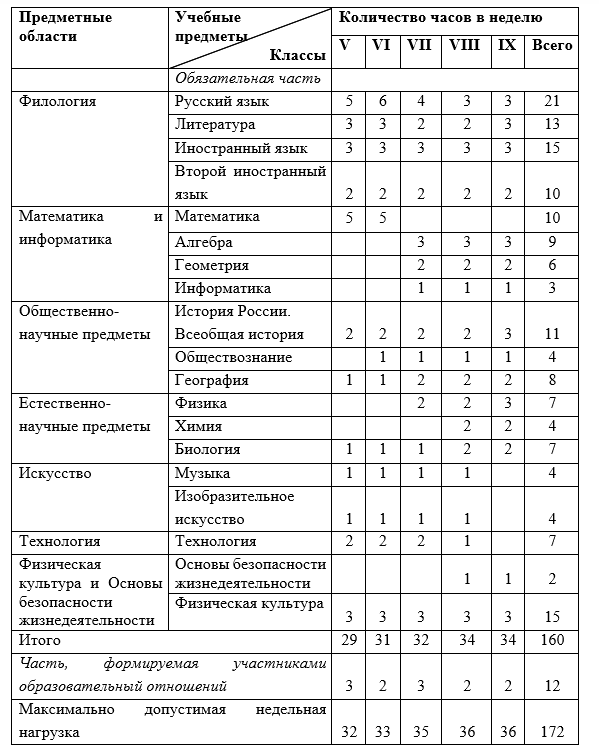 Предметные области Учебные предметы Классы Количество часов в неделю
V VI VII VIII IX Всего
Обязательная часть
Филология Русский язык 5 6 4 3 3 21
Литература 3 3 2 2 3 13
Иностранный язык 3 3 3 3 3 15
Второй иностранный
язык 2 2 2 2 2 10
Математика и
информатика
Математика 5 5 10
Алгебра 3 3 3 9
Геометрия 2 2 2 6
Информатика 1 1 1 3
Общественно-
научные предметы
История России.
Всеобщая история 2 2 2 2 3 11
Обществознание 1 1 1 1 4
География 1 1 2 2 2 8
Естественно-
научные предметы
Физика 2 2 3 7
Химия 2 2 4
Биология 1 1 1 2 2 7
Искусство Музыка 1 1 1 1 4
Изобразительное
искусство 1 1 1 1 4
Технология Технология 2 2 2 1 7
Физическая
культура и Основы
безопасности
жизнедеятельности
Основы безопасности
жизнедеятельности 1 1 2
Физическая культура 3 3 3 3 3 15
Итого 29 31 32 34 34 160
Часть, формируемая участниками
образовательный отношений 3 2 3 2 2 12
Максимально допустимая недельная
нагрузка 32 33 35 36 36 172